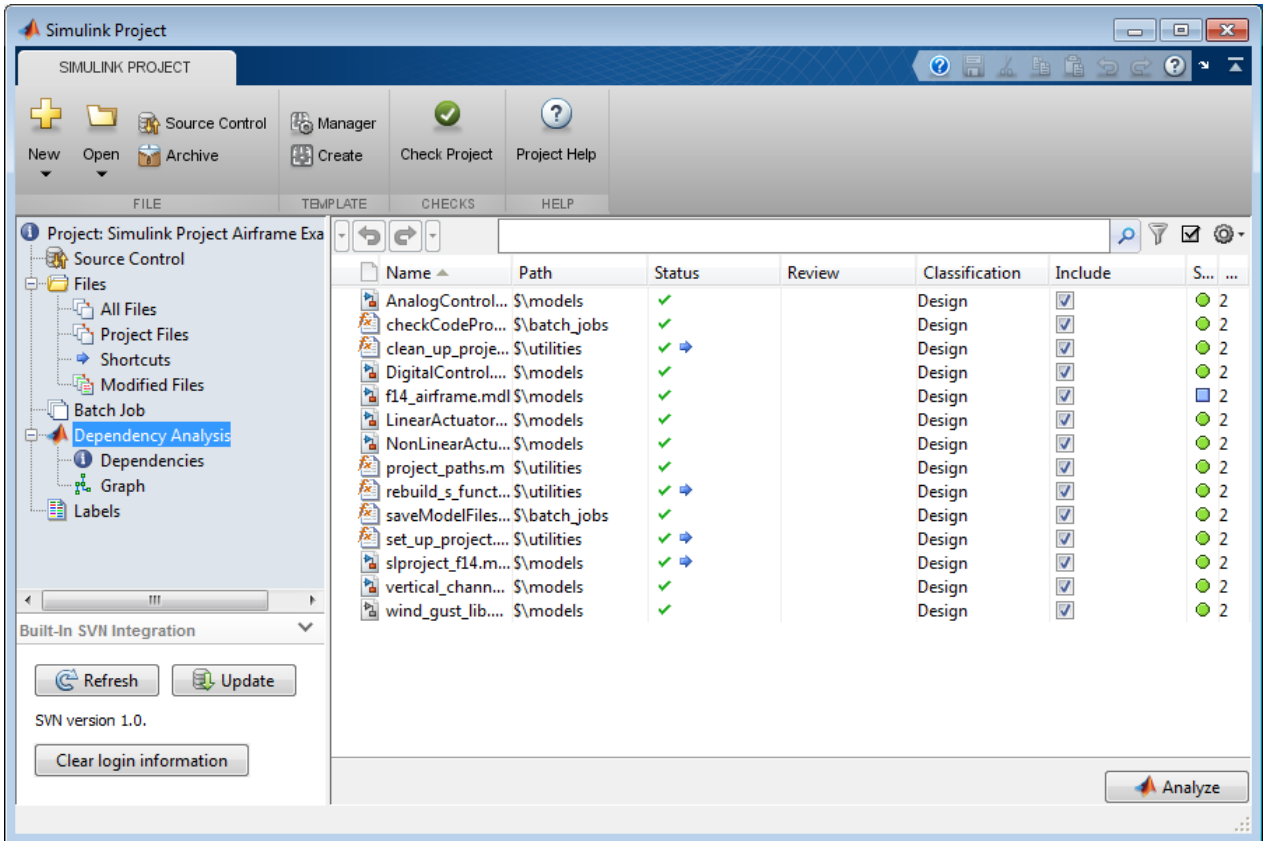 Simulink Project
SIMULINK PROJECT
New
Open
Source Control
Archive
Manager
Create
Check Project
Project Help
FILE
TEMPLATE
CHECKS
HELP
Project: Simulink Project Airframe Exa
Source Control
Files
All Files
Project Files
Shortcuts
Modified Files
Batch Job
Dependency Analysis
Dependencies
Graph
Labels
Built-In SVN Integration
Refresh
Update
SVN version 1.0.
Clear login information
Name Path Status Review Classification Include S... ...
AnalogControl... $\models Design 2
checkCodePro... $\batch_jobs Design 2
clean_up_proje... $\utilities Design 2
DigitalControl.... $\models Design 2
f14_airframe.mdl $\models Design 2
LinearActuator... $\models Design 2
NonLinearActu... $\models Design 2
project_paths.m $\utilities Design 2
rebuild_s_funct... $\utilities Design 2
saveModelFiles... $\batch_jobs Design 2
set_up_project.... $\utilities Design 2
slproject_f14.m... $\models Design 2
vertical_chann... $\models Design 2
wind_gust_lib.... $\models Design 2
Analyze